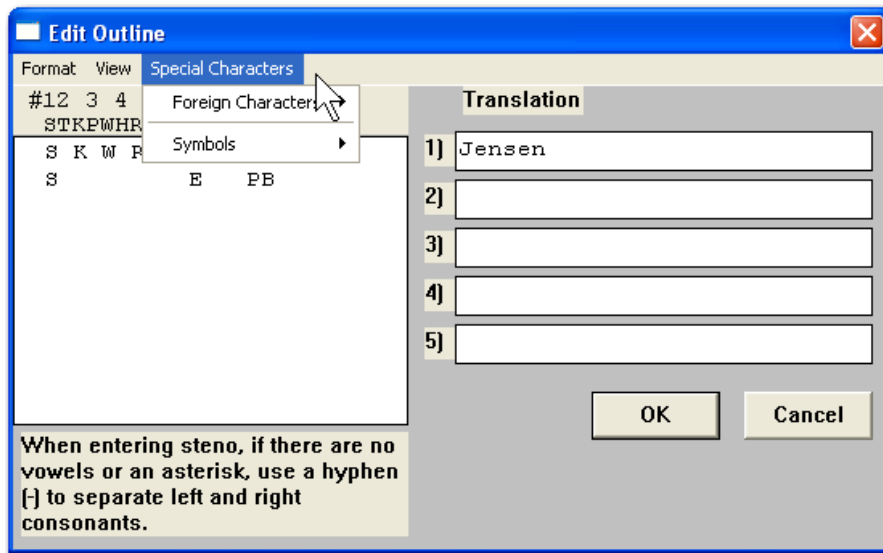 Edit Outline
Format View Special Characters
#12 3 4
STKPWHR
S K W R
S E PB
Foreign Characters
Symbols
Translation
1) Jensen
2)
3)
4)
5)
OK Cancel
When entering steno, if there are no
vowels or an asterisk, use a hyphen
(-) to separate left and right
consonants.